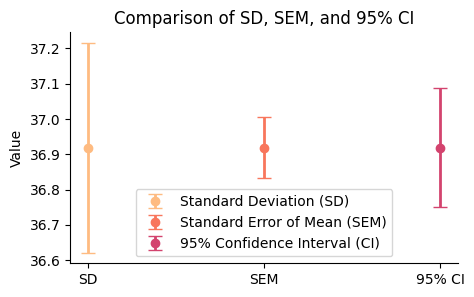 Comparison of SD, SEM, and 95% CI
37.2
37.1
37.0
36.9
36.8
36.7
36.6
Value
Standard Deviation (SD)
Standard Error of Mean (SEM)
95% Confidence Interval (CI)
SD
SEM
95% CI